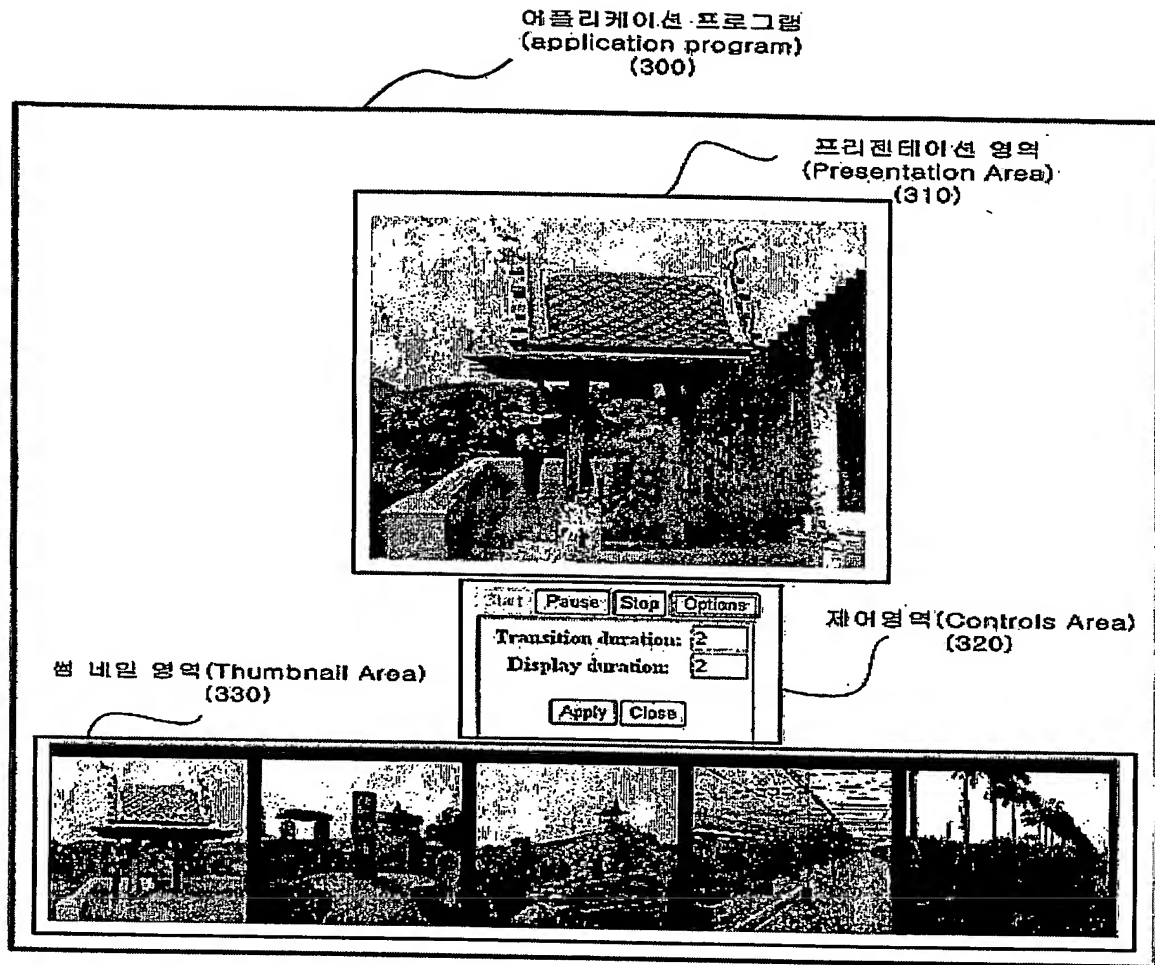 어플리케이션 프로그램
(application program)
(300)
프리젠테이션 영역
(Presentation Area)
(310)
Start Pause Stop Options
Transition duration: 2
Display duration: 2
Apply Close
제어영역(Controls Area)
(320)
썸 네일 영역(Thumbnail Area)
(330)